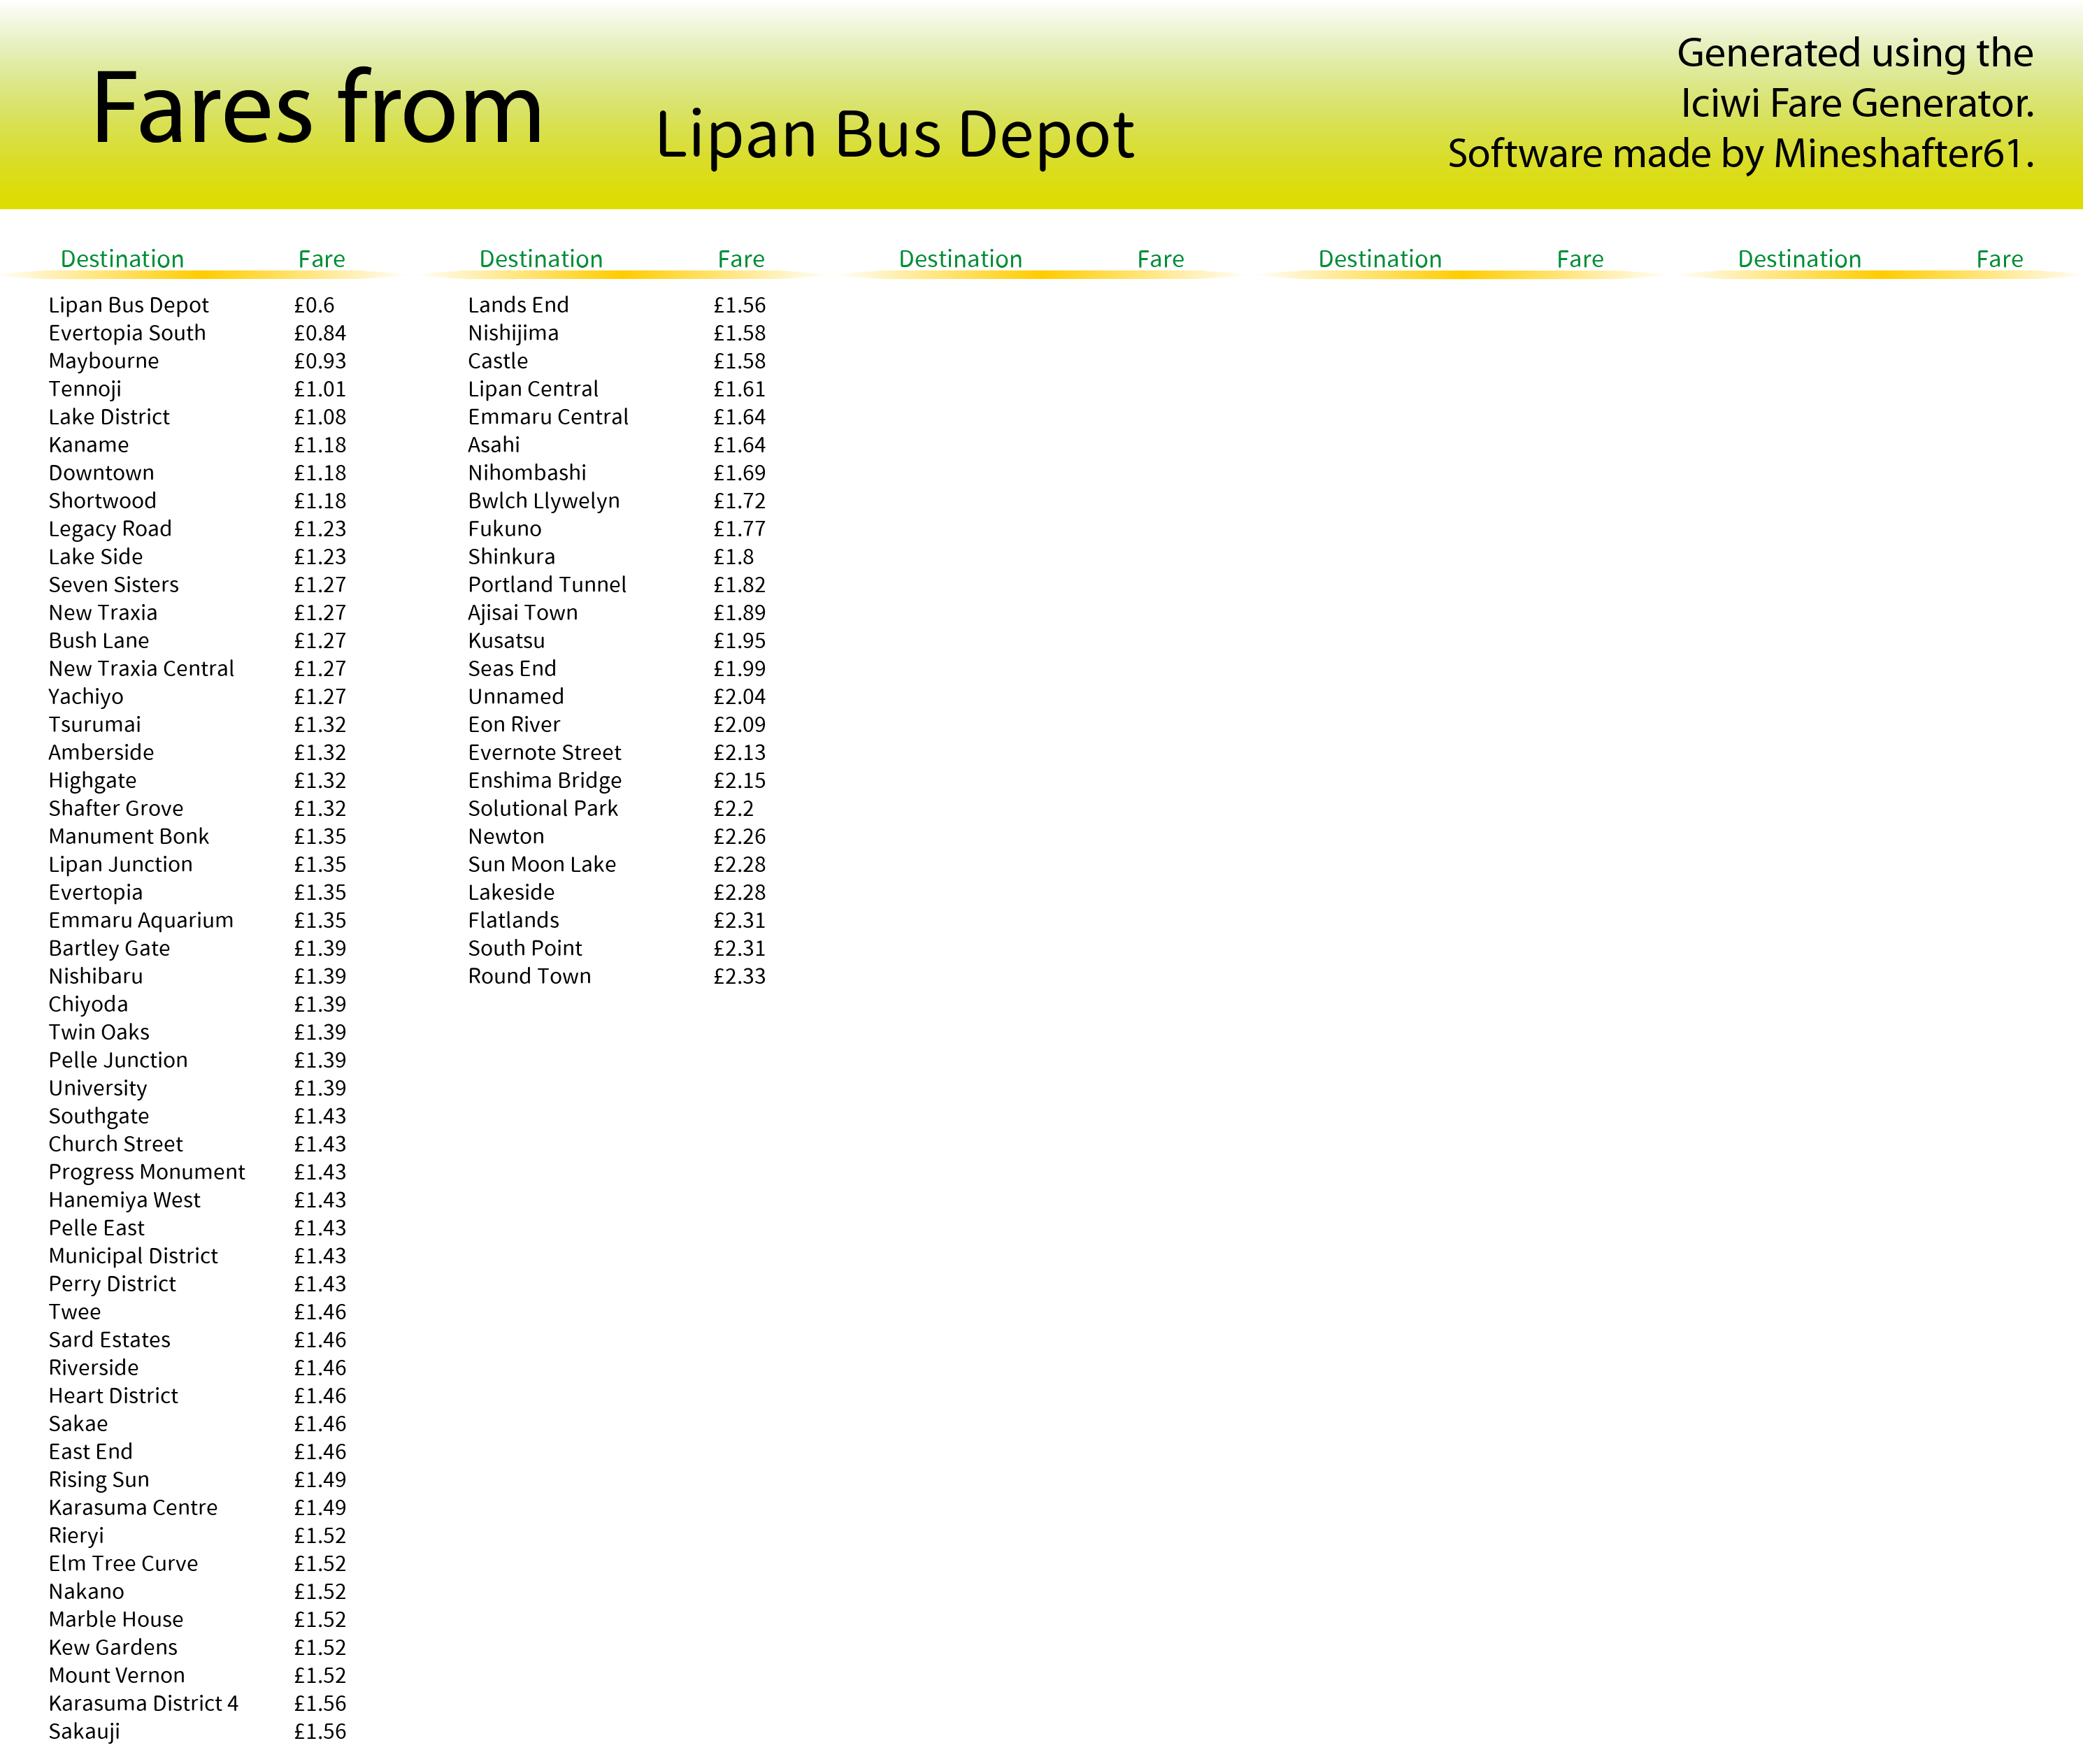 Fares from
Lipan Bus Depot
Generated using the
Iciwi Fare Generator.
Software made by Mineshafter61.
Destination Fare
Lipan Bus Depot £0.6
Evertopia South £0.84
Maybourne £0.93
Tennoji £1.01
Lake District £1.08
Kaname £1.18
Downtown £1.18
Shortwood £1.18
Legacy Road £1.23
Lake Side £1.23
Seven Sisters £1.27
New Traxia £1.27
Bush Lane £1.27
New Traxia Central £1.27
Yachiyo £1.27
Tsurumai £1.32
Amberside £1.32
Highgate £1.32
Shafter Grove £1.32
Manument Bonk £1.35
Lipan Junction £1.35
Evertopia £1.35
Emmaru Aquarium £1.35
Bartley Gate £1.39
Nishibaru £1.39
Chiyoda £1.39
Twin Oaks £1.39
Pelle Junction £1.39
University £1.39
Southgate £1.43
Church Street £1.43
Progress Monument £1.43
Hanemiya West £1.43
Pelle East £1.43
Municipal District £1.43
Perry District £1.43
Twee £1.46
Sard Estates £1.46
Riverside £1.46
Heart District £1.46
Sakae £1.46
East End £1.46
Rising Sun £1.49
Karasuma Centre £1.49
Rieryi £1.52
Elm Tree Curve £1.52
Nakano £1.52
Marble House £1.52
Kew Gardens £1.52
Mount Vernon £1.52
Karasuma District 4 £1.56
Sakauji £1.56
Destination Fare
Lands End £1.56
Nishijima £1.58
Castle £1.58
Lipan Central £1.61
Emmaru Central £1.64
Asahi £1.64
Nihombashi £1.69
Bwlch Llywelyn £1.72
Fukuno £1.77
Shinkura £1.8
Portland Tunnel £1.82
Ajisai Town £1.89
Kusatsu £1.95
Seas End £1.99
Unnamed £2.04
Eon River £2.09
Evernote Street £2.13
Enshima Bridge £2.15
Solutional Park £2.2
Newton £2.26
Sun Moon Lake £2.28
Lakeside £2.28
Flatlands £2.31
South Point £2.31
Round Town £2.33
Destination Fare
Destination Fare
Destination Fare